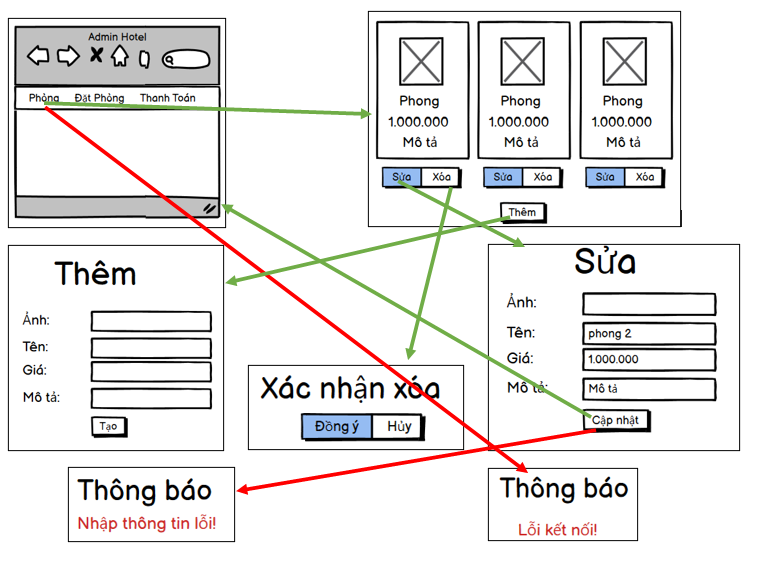 Admin Hotel
Phòng Đặt Phòng Thanh Toán
Phong Phong Phong
1.000.000 1.000.000 1.000.000
Mô tả Mô tả Mô tả
Sửa Xóa Sửa Xóa Sửa Xóa
Thêm
Thêm
Ảnh:
Tên:
Giá:
Mô tả:
Tạo
Sửa
Ảnh:
Tên: phong 2
Giá: 1.000.000
Mô tả: Mô tả
Cập nhật
Xác nhận xóa
Đồng ý Hủy
Thông báo
Nhập thông tin lỗi!
Thông báo
Lỗi kết nối!